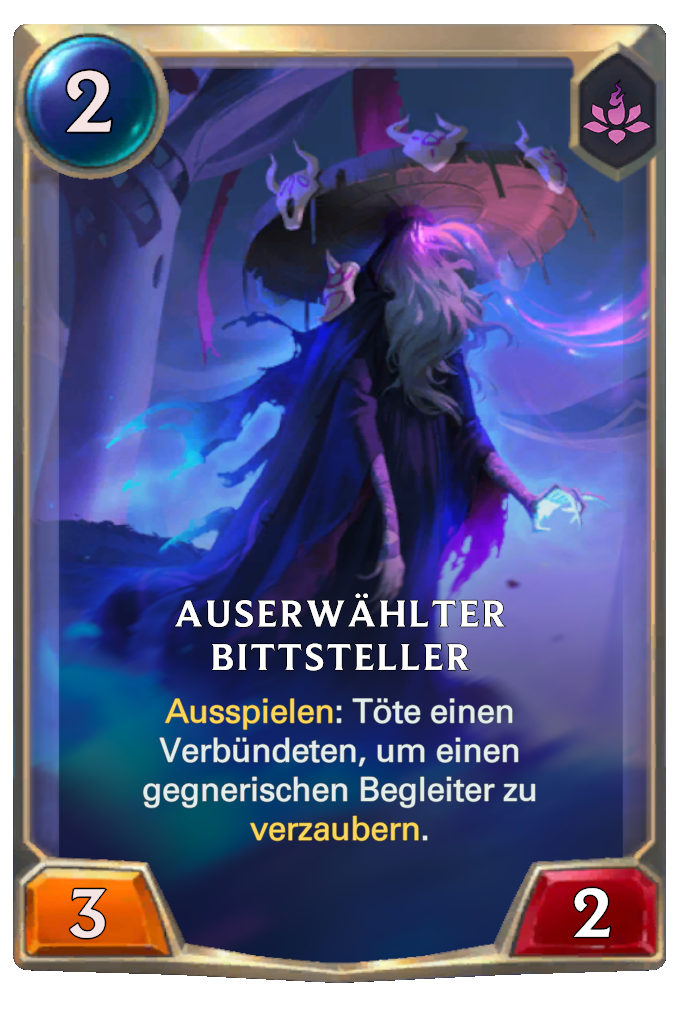 2
AUSERWÄHLTER
BITTSTELLER
Ausspielen: Töte einen
Verbündeten, um einen
gegnerischen Begleiter zu
verzaubern.
3
2